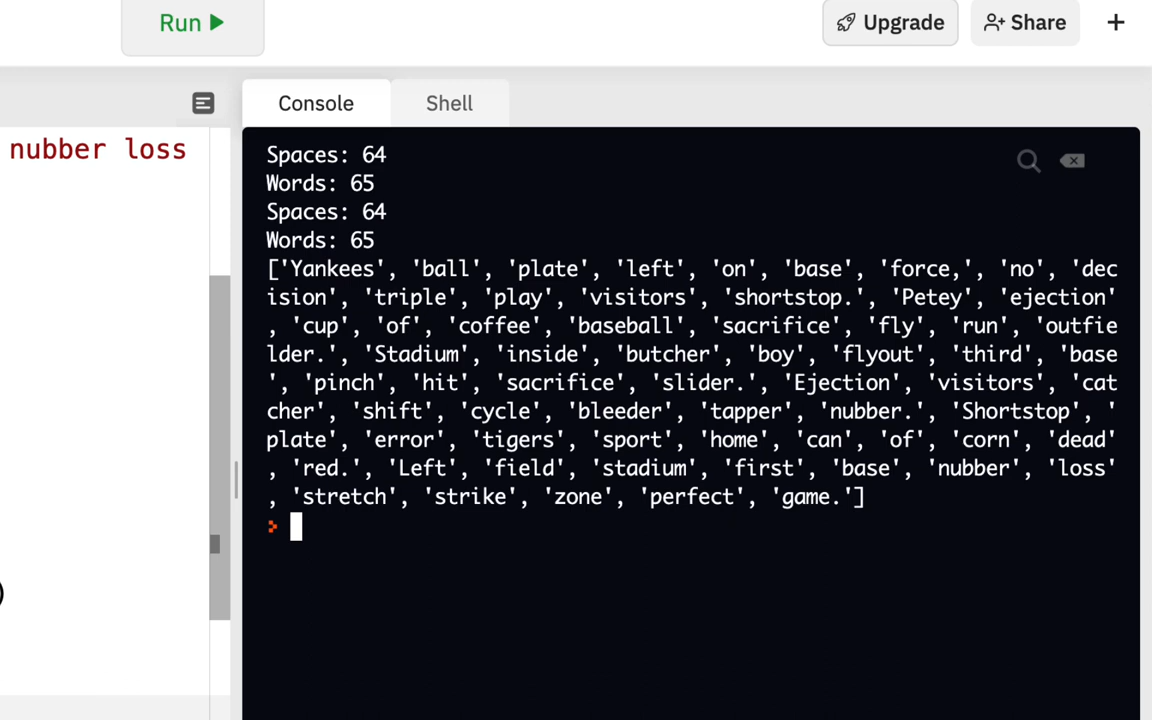 Run
Upgrade
Share
Console
Shell
nubber loss
)
Spaces: 64
Words: 65
Spaces: 64
Words: 65
['Yankees', 'ball', 'plate', 'left', 'on', 'base', 'force,', 'no', 'dec
ision', 'triple', 'play', 'visitors', 'shortstop.', 'Petey', 'ejection'
, 'cup', 'of', 'coffee', 'baseball', 'sacrifice', 'fly', 'run', 'outfie
lder.', 'Stadium', 'inside', 'butcher', 'boy', 'flyout', 'third', 'base
', 'pinch', 'hit', 'sacrifice', 'slider.', 'Ejection', 'visitors', 'cat
cher', 'shift', 'cycle', 'bleeder', 'tapper', 'nubber.', 'Shortstop', '
plate', 'error', 'tigers', 'sport', 'home', 'can', 'of', 'corn', 'dead'
, 'red.', 'Left', 'field', 'stadium', 'first', 'base', 'nubber', 'loss'
, 'stretch', 'strike', 'zone', 'perfect', 'game.']